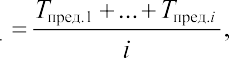 = (Tпред.1 + ... + Tпред.i) / i,